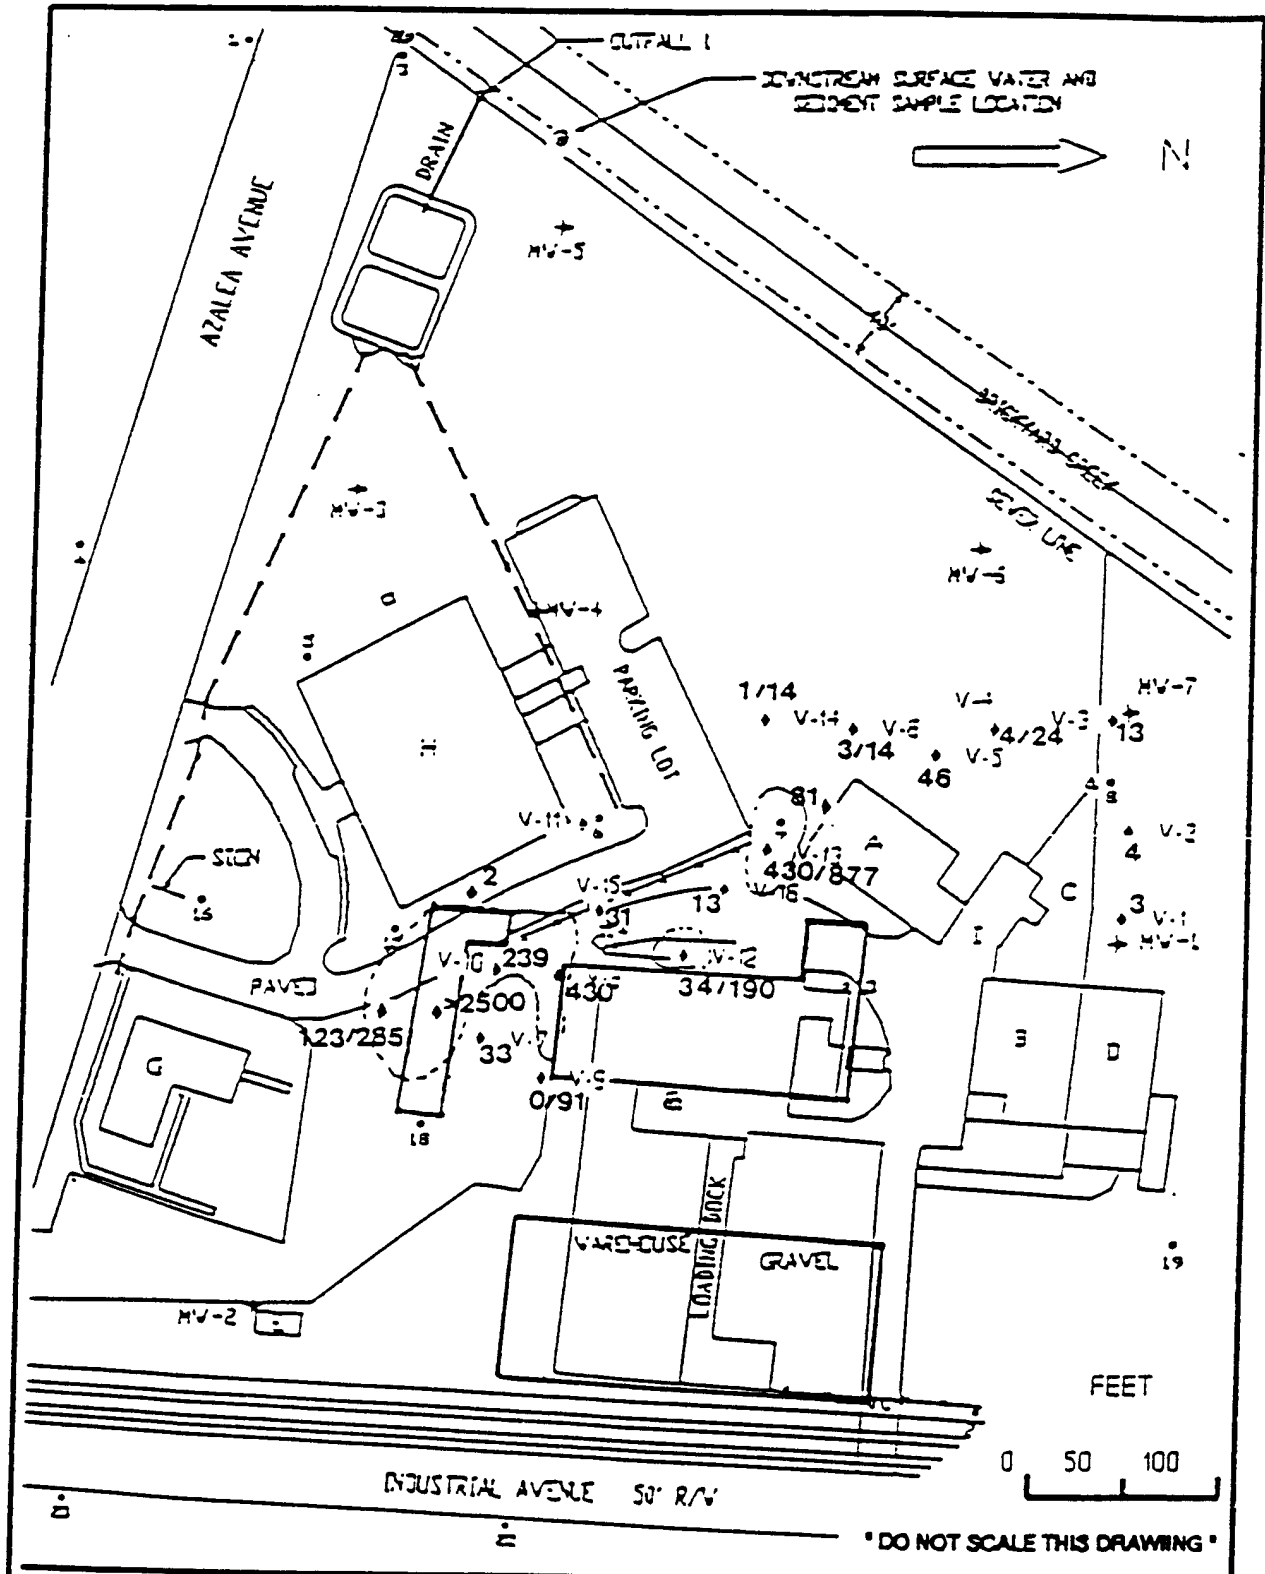 OUTFALL 1
DOWNSTREAM SURFACE WATER AND
SEDIMENT SAMPLE LOCATION
N
DRAIN
AZALEA AVENUE
MW-5
MW-3
SEWER LINE
MW-6
MW-4
PARKING LOT
H
1/14
V-14
3/14
V-6
V-4
4/24
V-5
46
V-3
13
MW-7
81
A
8
V-2
4
C
3
V-1
MW-1
V-11
SIGN
15
2
V-15
31
13
V-16
V-13
430/877
I
V-10
239
430
V-12
34/190
PAVED
>2500
123/285
33
V-7
V-9
0/91
G
18
D
WAREHOUSE
LOADING DOCK
GRAVEL
19
MW-2
FEET
0 50 100
INDUSTRIAL AVENUE 50' R/W
"DO NOT SCALE THIS DRAWING"